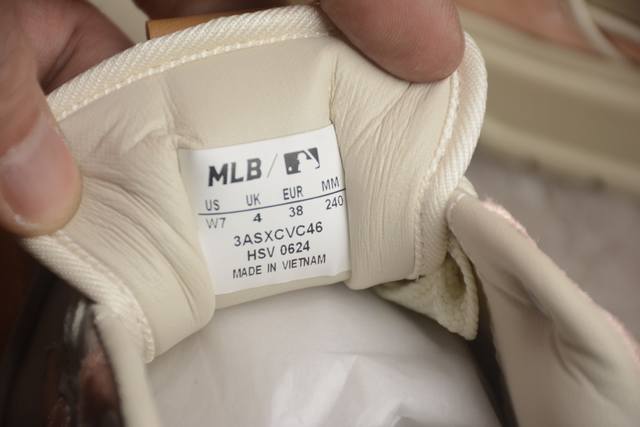 MLB /
US UK EUR MM
W7 4 38 240
3ASXCVC46
HSV 0624
MADE IN VIETNAM